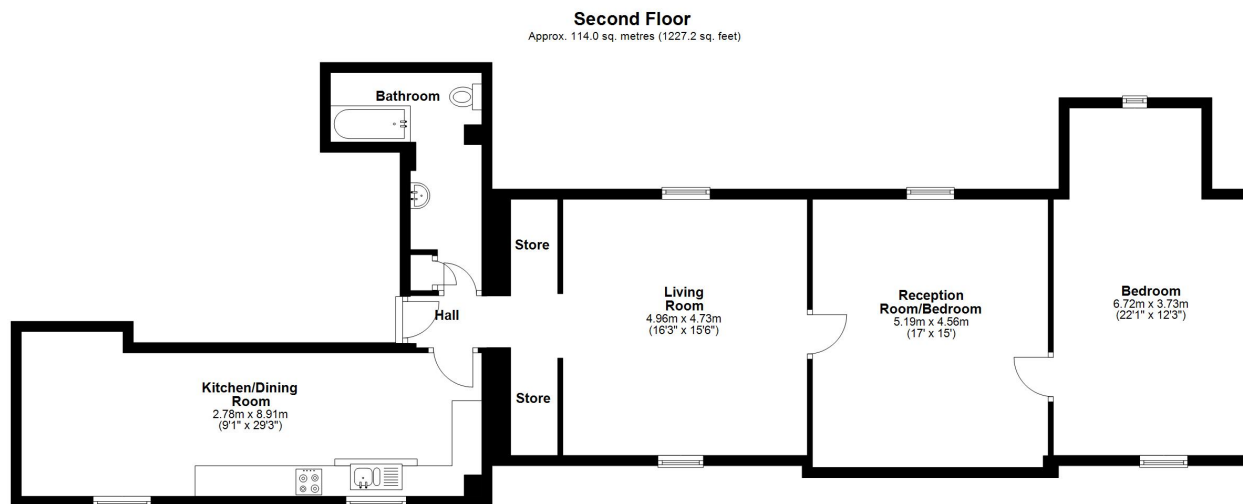 Second Floor
Approx. 114.0 sq. metres (1227.2 sq. feet)
Bathroom
Store
Living
Room
4.96m x 4.73m
(16'3" x 15'6")
Reception
Room/Bedroom
5.19m x 4.56m
(17' x 15')
Bedroom
6.72m x 3.73m
(22'1" x 12'3")
Hall
Kitchen/Dining
Room
2.78m x 8.91m
(9'1" x 29'3")
Store